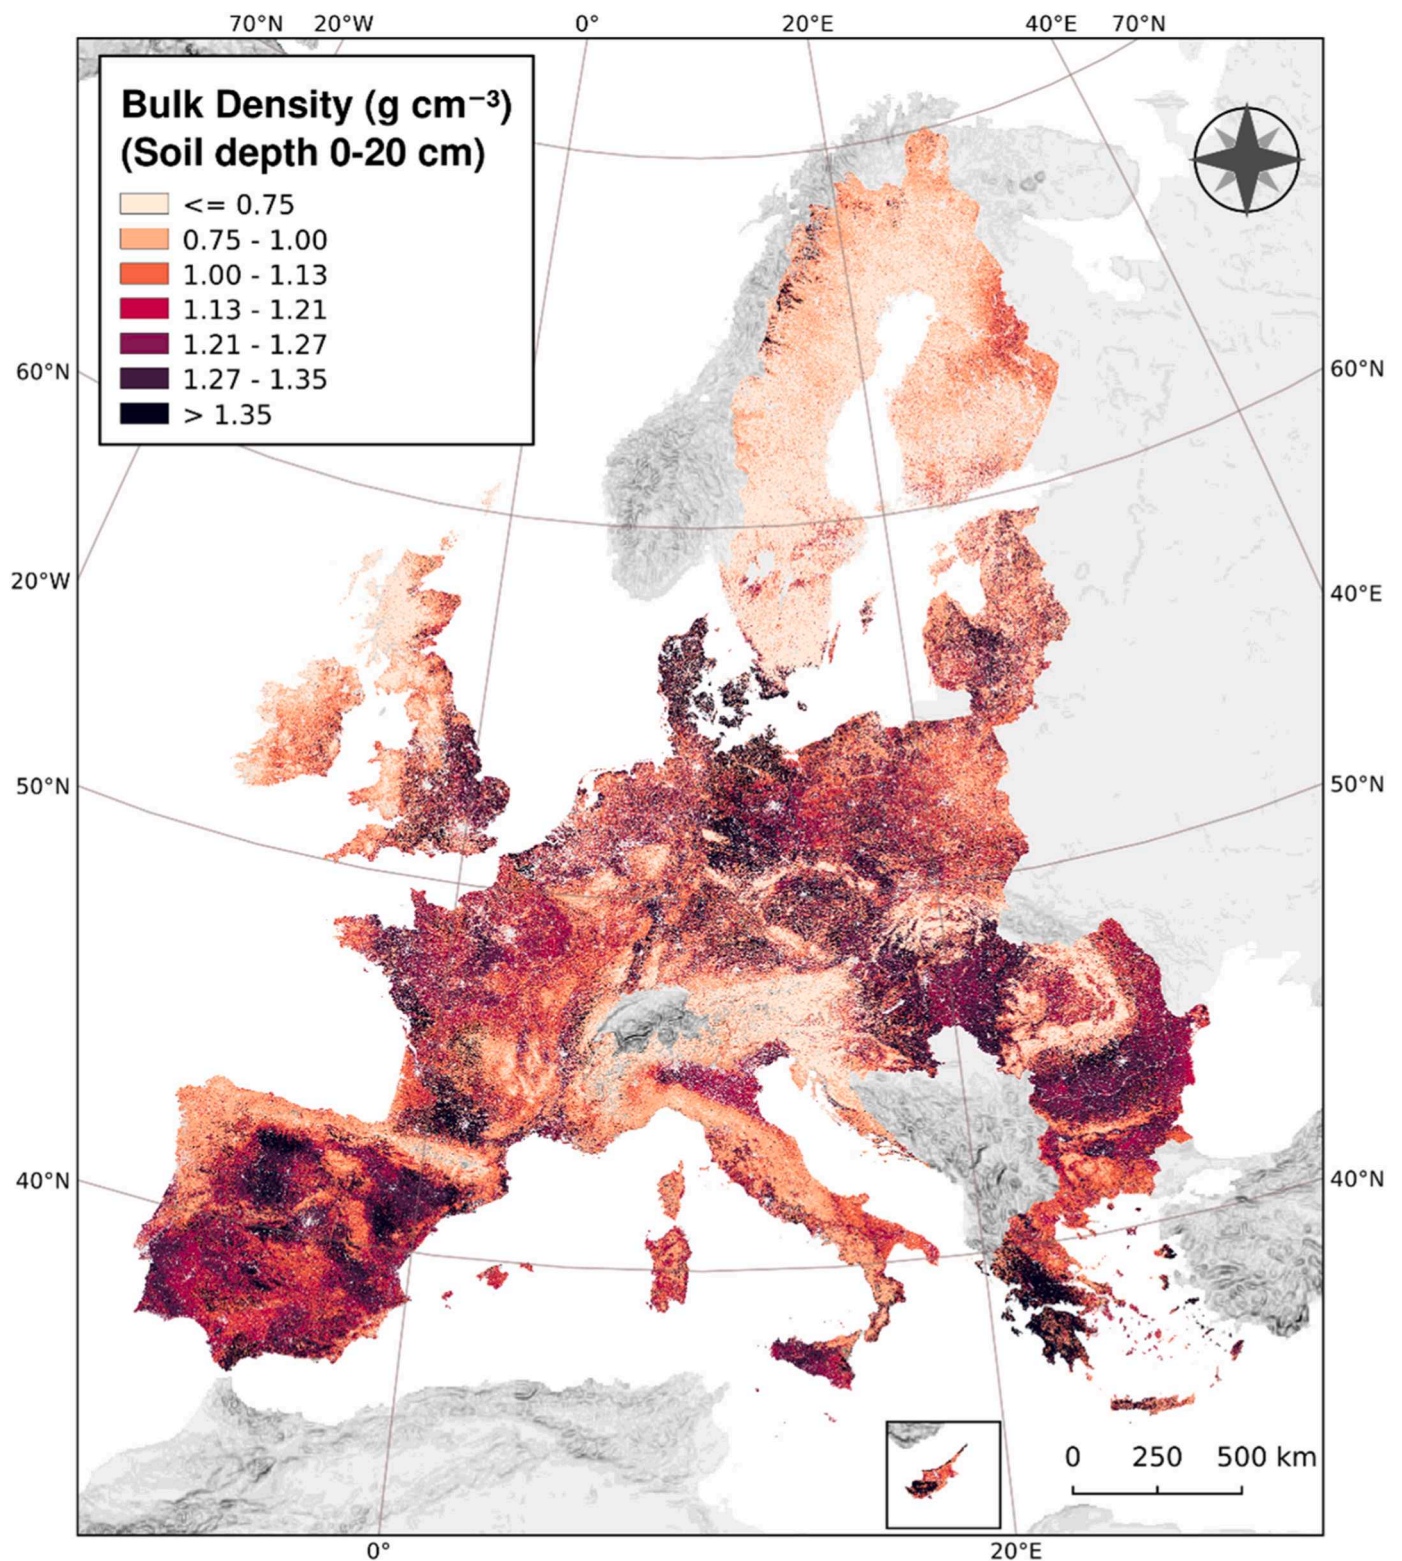 70°N 20°W 0° 20°E 40°E 70°N
Bulk Density (g cm⁻³)
(Soil depth 0-20 cm)
<= 0.75
0.75 - 1.00
1.00 - 1.13
1.13 - 1.21
1.21 - 1.27
1.27 - 1.35
> 1.35
60°N 60°N
20°W 40°E
50°N 50°N
40°N 40°N
0 250 500 km
0° 20°E